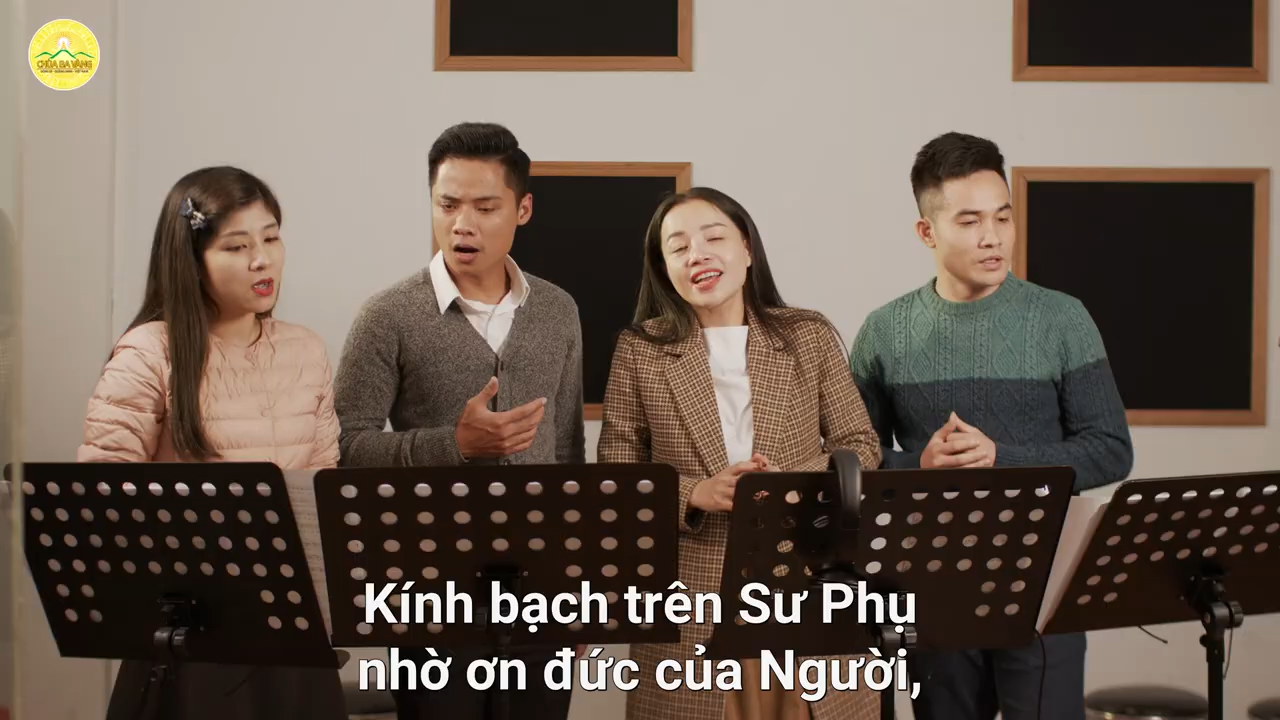 CHÙA BA VÀNG
Kính bạch trên Sư Phụ
nhờ ơn đức của Người,